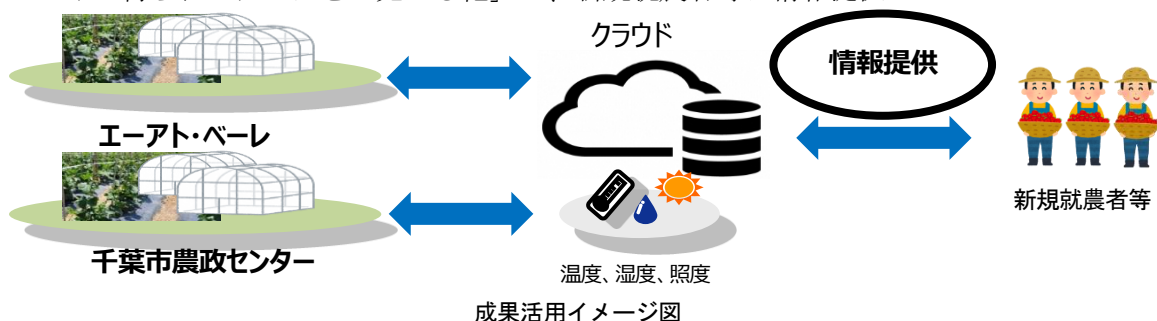 クラウド
情報提供
エーアト・ベーレ
新規就農者等
千葉市農政センター
温度、湿度、照度
成果活用イメージ図